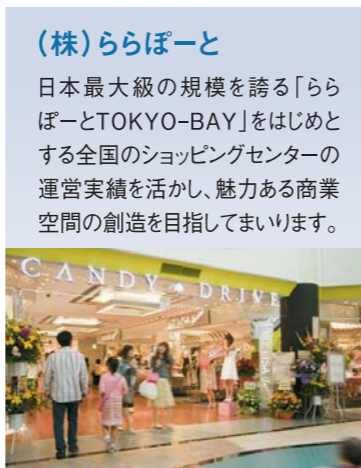 (株)ららぽーと
日本最大級の規模を誇る「らら
ぽーとTOKYO-BAY」をはじめと
する全国のショッピングセンターの
運営実績を活かし、魅力ある商業
空間の創造を目指してまいります。
CANDY DRIVE